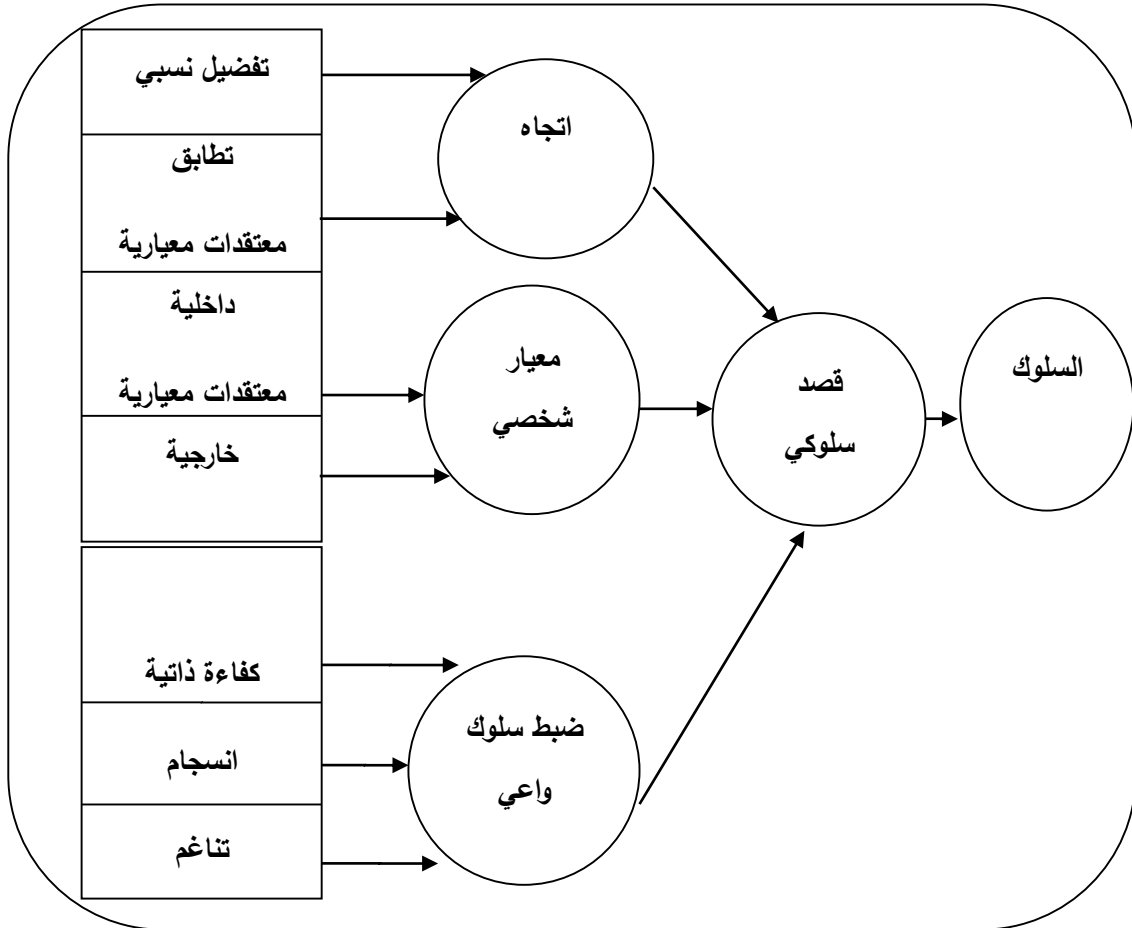 تفضيل نسبي
تطابق
معتقدات معيارية
داخلية
معتقدات معيارية
خارجية
كفاءة ذاتية
انسجام
تناغم
اتجاه
معيار
شخصي
ضبط سلوك
واعي
قصد
سلوكي
السلوك